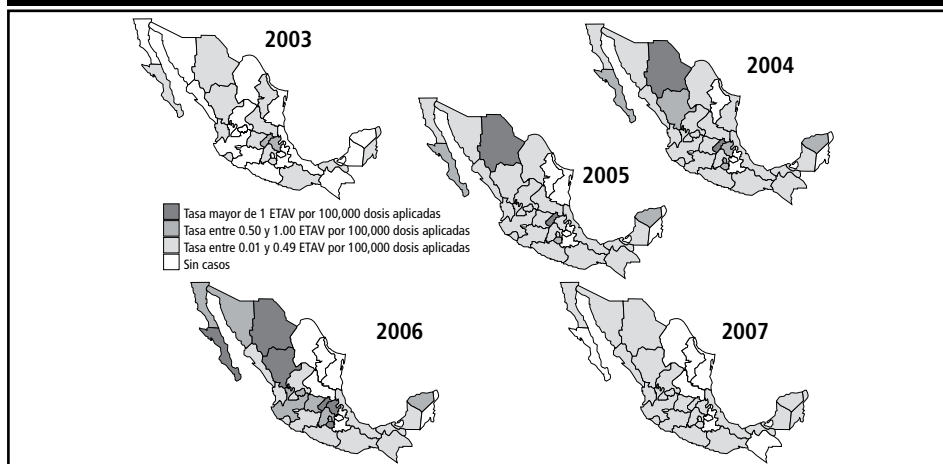 2003
2004
2005
Tasa mayor de 1 ETAV por 100,000 dosis aplicadas
Tasa entre 0.50 y 1.00 ETAV por 100,000 dosis aplicadas
Tasa entre 0.01 y 0.49 ETAV por 100,000 dosis aplicadas
Sin casos
2006
2007